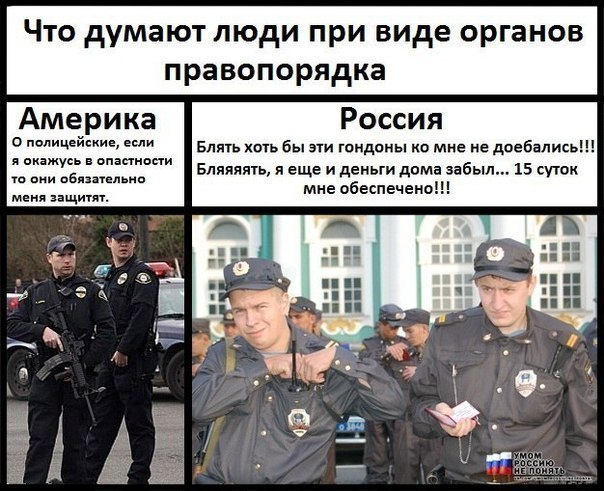 Что думают люди при виде органов
правопорядка
Америка
О полицейские, если
я окажусь в опастности
то они обязательно
меня защитят.
Россия
Блять хоть бы эти гондоны ко мне не доебались!!!
Бляяяять, я еще и деньги дома забыл... 15 суток
мне обеспечено!!!
УМОМ
РОССИЮ
НЕ ПОНЯТЬ